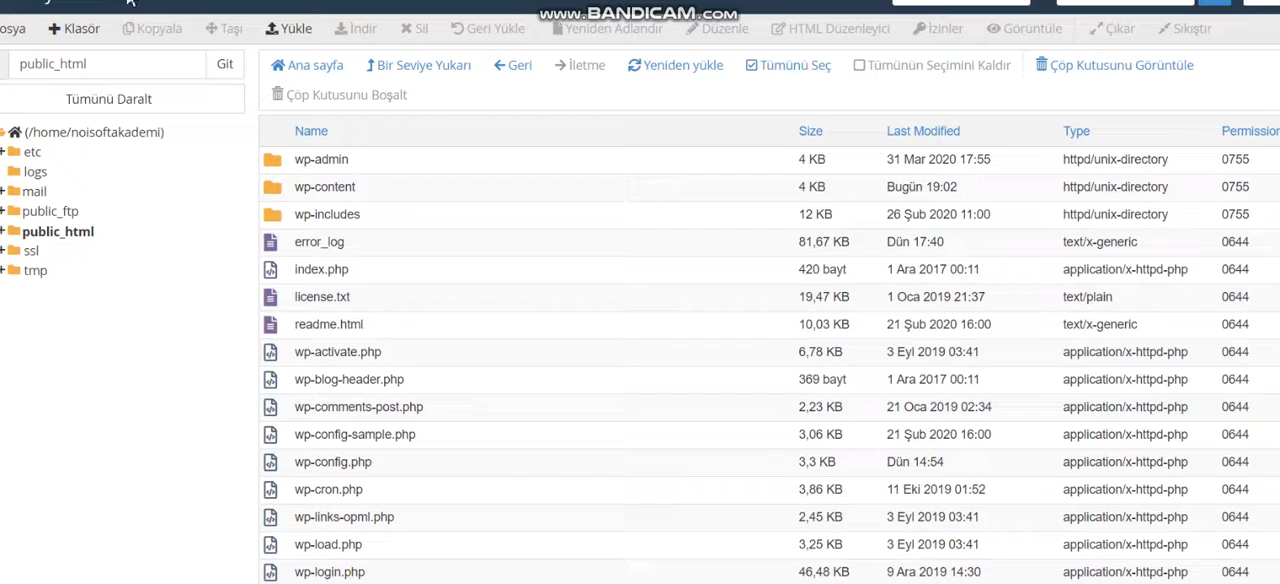 www.BANDICAM.com
osya Klasör Kopyala Taşı Yükle İndir Sil Geri Yükle Yeniden Adlandır Düzenle HTML Düzenleyici İzinler Görüntüle Çıkar Sıkıştır
public_html Git
Ana sayfa Bir Seviye Yukarı Geri İletme Yeniden yükle Tümünü Seç Tümünün Seçimini Kaldır Çöp Kutusunu Görüntüle
Çöp Kutusunu Boşalt
Tümünü Daralt
(/home/noisoftakademi)
etc
logs
mail
public_ftp
public_html
ssl
tmp
Name Size Last Modified Type Permission
wp-admin 4 KB 31 Mar 2020 17:55 httpd/unix-directory 0755
wp-content 4 KB Bugün 19:02 httpd/unix-directory 0755
wp-includes 12 KB 26 Şub 2020 11:00 httpd/unix-directory 0755
error_log 81,67 KB Dün 17:40 text/x-generic 0644
index.php 420 bayt 1 Ara 2017 00:11 application/x-httpd-php 0644
license.txt 19,47 KB 1 Oca 2019 21:37 text/plain 0644
readme.html 10,03 KB 21 Şub 2020 16:00 text/x-generic 0644
wp-activate.php 6,78 KB 3 Eyl 2019 03:41 application/x-httpd-php 0644
wp-blog-header.php 369 bayt 1 Ara 2017 00:11 application/x-httpd-php 0644
wp-comments-post.php 2,23 KB 21 Oca 2019 02:34 application/x-httpd-php 0644
wp-config-sample.php 3,06 KB 21 Şub 2020 16:00 application/x-httpd-php 0644
wp-config.php 3,3 KB Dün 14:54 application/x-httpd-php 0644
wp-cron.php 3,86 KB 11 Eki 2019 01:52 application/x-httpd-php 0644
wp-links-opml.php 2,45 KB 3 Eyl 2019 03:41 application/x-httpd-php 0644
wp-load.php 3,25 KB 3 Eyl 2019 03:41 application/x-httpd-php 0644
wp-login.php 46,48 KB 9 Ara 2019 14:30 application/x-httpd-php 0644